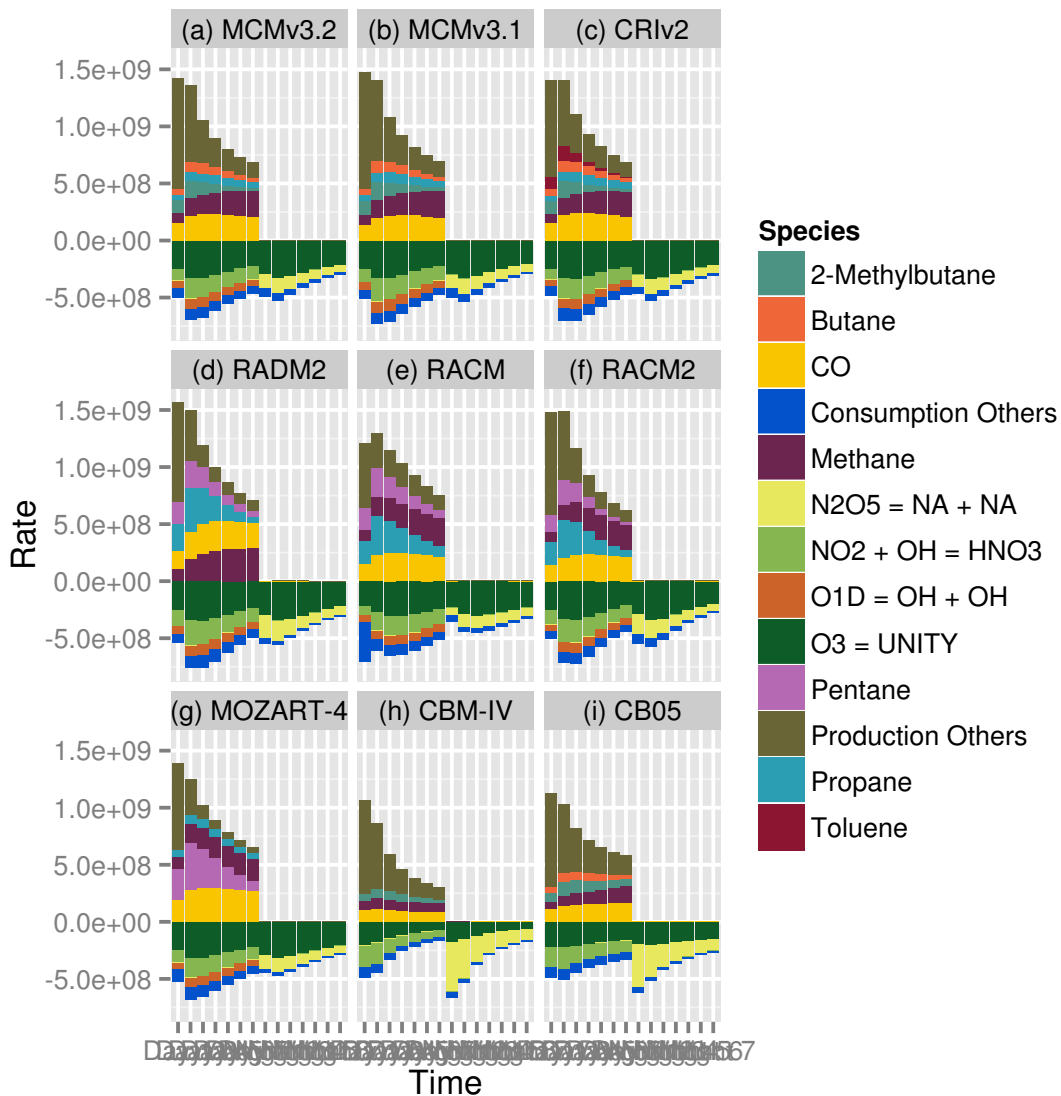 (a) MCMv3.2 (b) MCMv3.1 (c) CRIv2
1.5e+09
1.0e+09
5.0e+08
0.0e+00
-5.0e+08
(d) RADM2 (e) RACM (f) RACM2
1.5e+09
1.0e+09
5.0e+08
0.0e+00
-5.0e+08
(g) MOZART-4 (h) CBM-IV (i) CB05
1.5e+09
1.0e+09
5.0e+08
0.0e+00
-5.0e+08
Rate
Time
Species
2-Methylbutane
Butane
CO
Consumption Others
Methane
N2O5 = NA + NA
NO2 + OH = HNO3
O1D = OH + OH
O3 = UNITY
Pentane
Production Others
Propane
Toluene